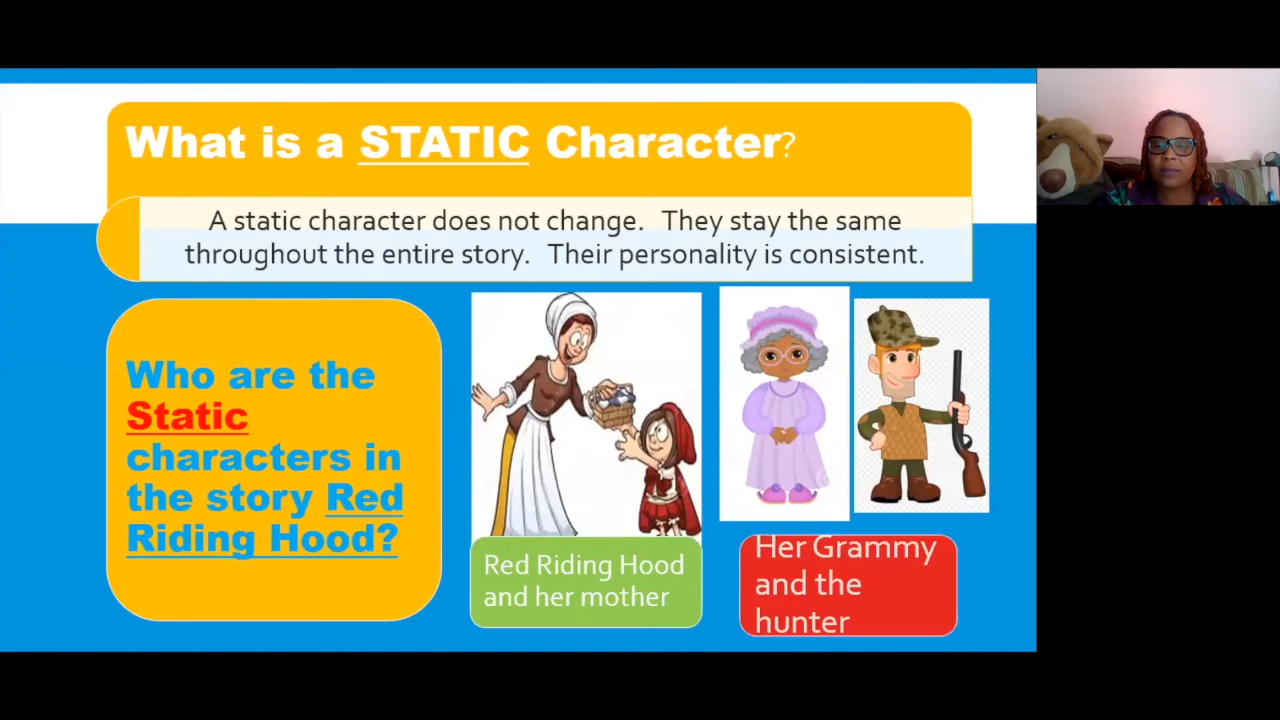 What is a STATIC Character?
A static character does not change. They stay the same
throughout the entire story. Their personality is consistent.
Who are the
Static
characters in
the story Red
Riding Hood?
Red Riding Hood
and her mother
Her Grammy
and the
hunter